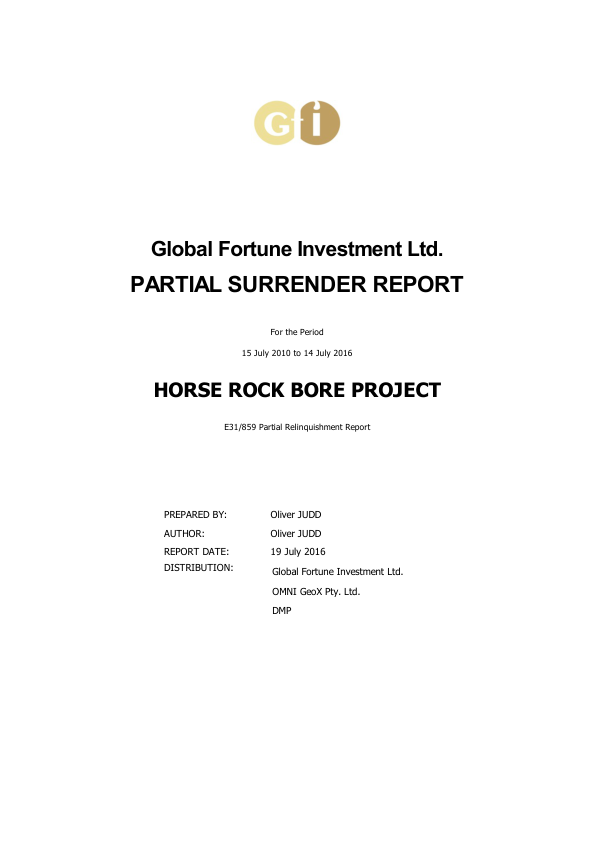 Gfi
Global Fortune Investment Ltd.
PARTIAL SURRENDER REPORT
For the Period
15 July 2010 to 14 July 2016
HORSE ROCK BORE PROJECT
E31/859 Partial Relinquishment Report
PREPARED BY: Oliver JUDD
AUTHOR: Oliver JUDD
REPORT DATE: 19 July 2016
DISTRIBUTION: Global Fortune Investment Ltd.
OMNI GeoX Pty. Ltd.
DMP